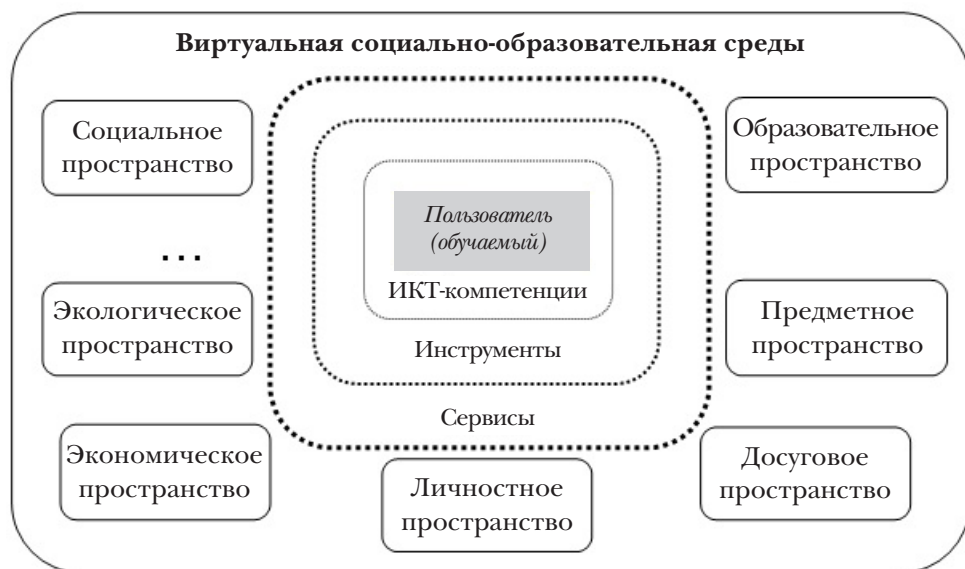 Виртуальная социально-образовательная среды
Социальное
пространство
Образовательное
пространство
Пользователь
(обучаемый)
...
ИКТ-компетенции
Экологическое
пространство
Предметное
пространство
Инструменты
Сервисы
Экономическое
пространство
Личностное
пространство
Досуговое
пространство